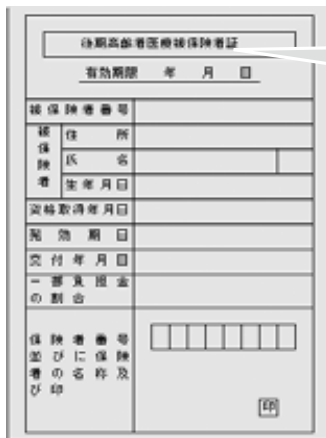 後期高齢者医療被保険者証
有効期限 年 月 日
被保険者番号
被保険者
住所
氏名
生年月日
資格取得年月日
発効期日
交付年月日
一部負担金
の割合
保険者番号
並びに保険
者の名称及
び印
印